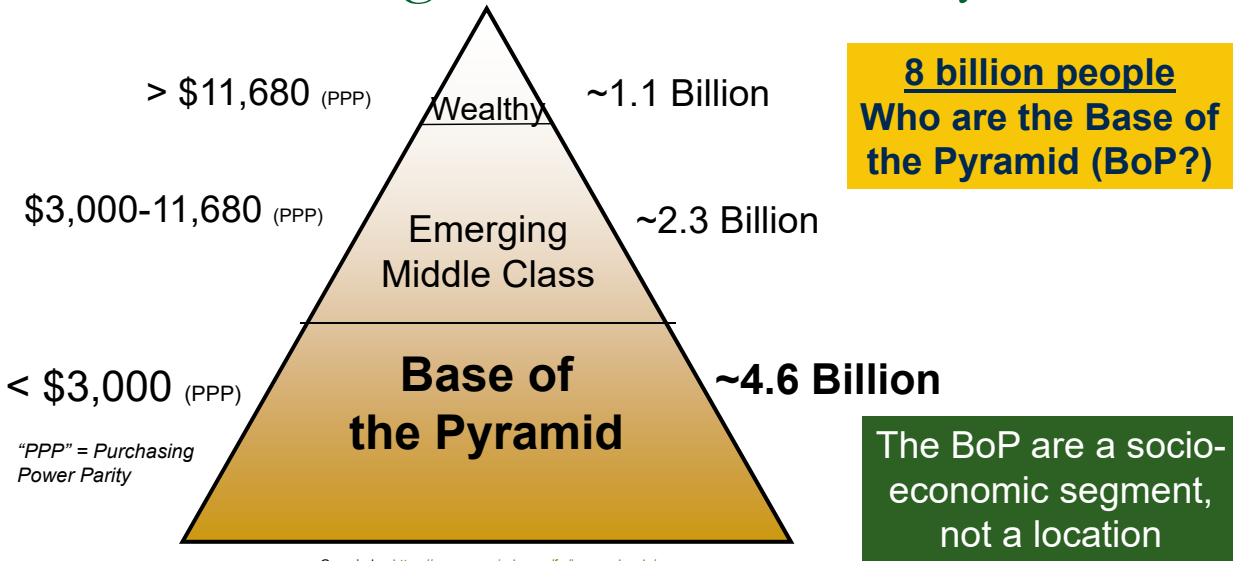 > $11,680 (PPP)
Wealthy
~1.1 Billion
8 billion people
Who are the Base of
the Pyramid (BoP?)
$3,000-11,680 (PPP)
Emerging
Middle Class
~2.3 Billion
< $3,000 (PPP)
Base of
the Pyramid
~4.6 Billion
"PPP" = Purchasing
Power Parity
The BoP are a socio-
economic segment,
not a location